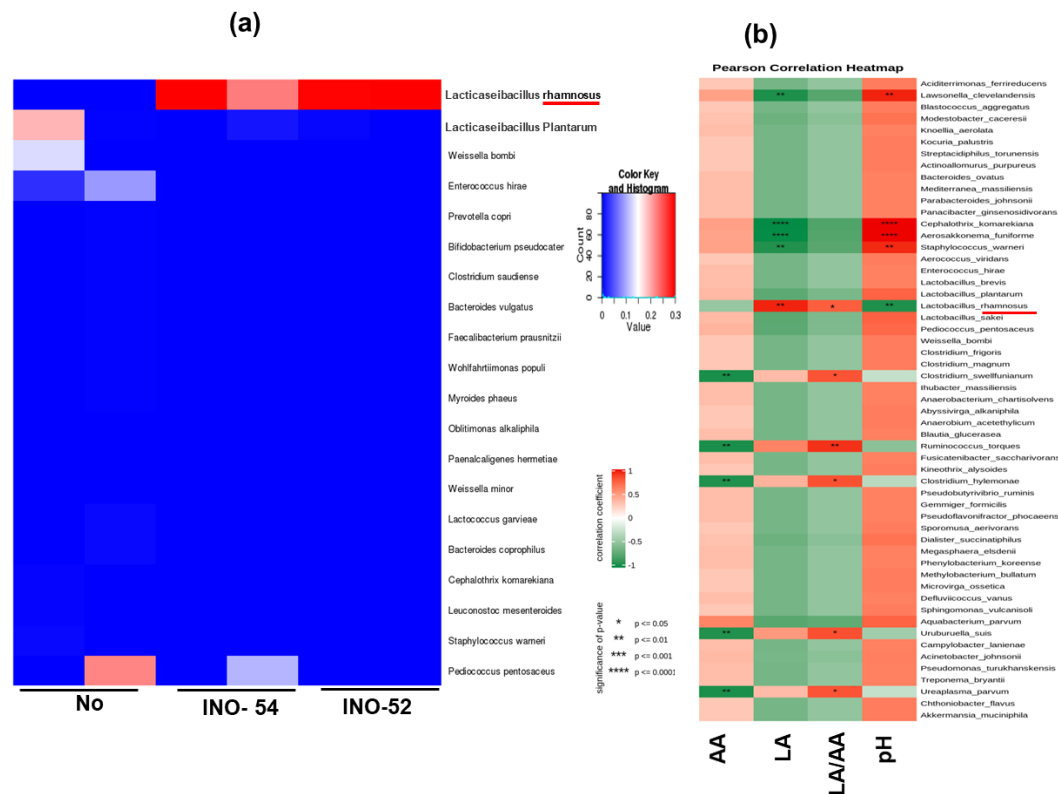 (a)
Lacticaseibacillus rhamnosus
Lacticaseibacillus Plantarum
Weissella bombi
Enterococcus hirae
Prevotella copri
Bifidobacterium pseudocater
Clostridium saudiense
Bacteroides vulgatus
Faecalibacterium prausnitzii
Wohlfahrtiimonas populi
Myroides phaeus
Oblitimonas alkaliphila
Paenalcaligenes hermetiae
Weissella minor
Lactococcus garvieae
Bacteroides coprophilus
Cephalothrix komarekiana
Leuconostoc mesenteroides
Staphylococcus warneri
Pediococcus pentosaceus
No
INO- 54
INO-52
Color Key
and Histogram
Count
0 20 40 60 80
0 0.1 0.2 0.3
Value
correlation coefficient
1
0.5
0
-0.5
-1
significance of p-value
* p <= 0.05
** p <= 0.01
*** p <= 0.001
**** p <= 0.0001
(b)
Pearson Correlation Heatmap
Aciditerrimonas_ferrireducens
** ** Lawsonella_clevelandensis
Blastococcus_aggregatus
Modestobacter_caceresii
Knoellia_aerolata
Kocuria_palustris
Streptacidiphilus_torunensis
Actinoallomurus_purpureus
Bacteroides_ovatus
Mediterranea_massiliensis
Parabacteroides_johnsonii
Panacibacter_ginsenosidivorans
**** **** Cephalothrix_komarekiana
**** **** Aerosakkonema_funiforme
** ** Staphylococcus_warneri
Aerococcus_viridans
Enterococcus_hirae
Lactobacillus_brevis
Lactobacillus_plantarum
* ** Lactobacillus_rhamnosus
Lactobacillus_sakei
Pediococcus_pentosaceus
Weissella_bombi
Clostridium_frigoris
Clostridium_magnum
** * Clostridium_swellfunianum
Ihubacter_massiliensis
Anaerobacterium_chartisolvens
Abyssivirga_alkaniphila
Anaerobium_acetethylicum
Blautia_glucerasea
** ** Ruminococcus_torques
Fusicatenibacter_saccharivorans
Kineothrix_alysoides
** * Clostridium_hylemonae
Pseudobutyrivibrio_ruminis
Gemmiger_formicilis
Pseudoflavonifractor_phocaeens
Sporomusa_aerivorans
Dialister_succinatiphilus
Megasphaera_elsdenii
Phenylobacterium_koreense
Methylobacterium_bullatum
Microvirga_ossetica
Defluviicoccus_vanus
Sphingomonas_vulcanisoli
Aquabacterium_parvum
** * Uruburuella_suis
Campylobacter_lanienae
Acinetobacter_johnsonii
Pseudomonas_turukhanskensis
Treponema_bryantii
** * Ureaplasma_parvum
Chthoniobacter_flavus
Akkermansia_muciniphila
AA
LA
LA/AA
pH